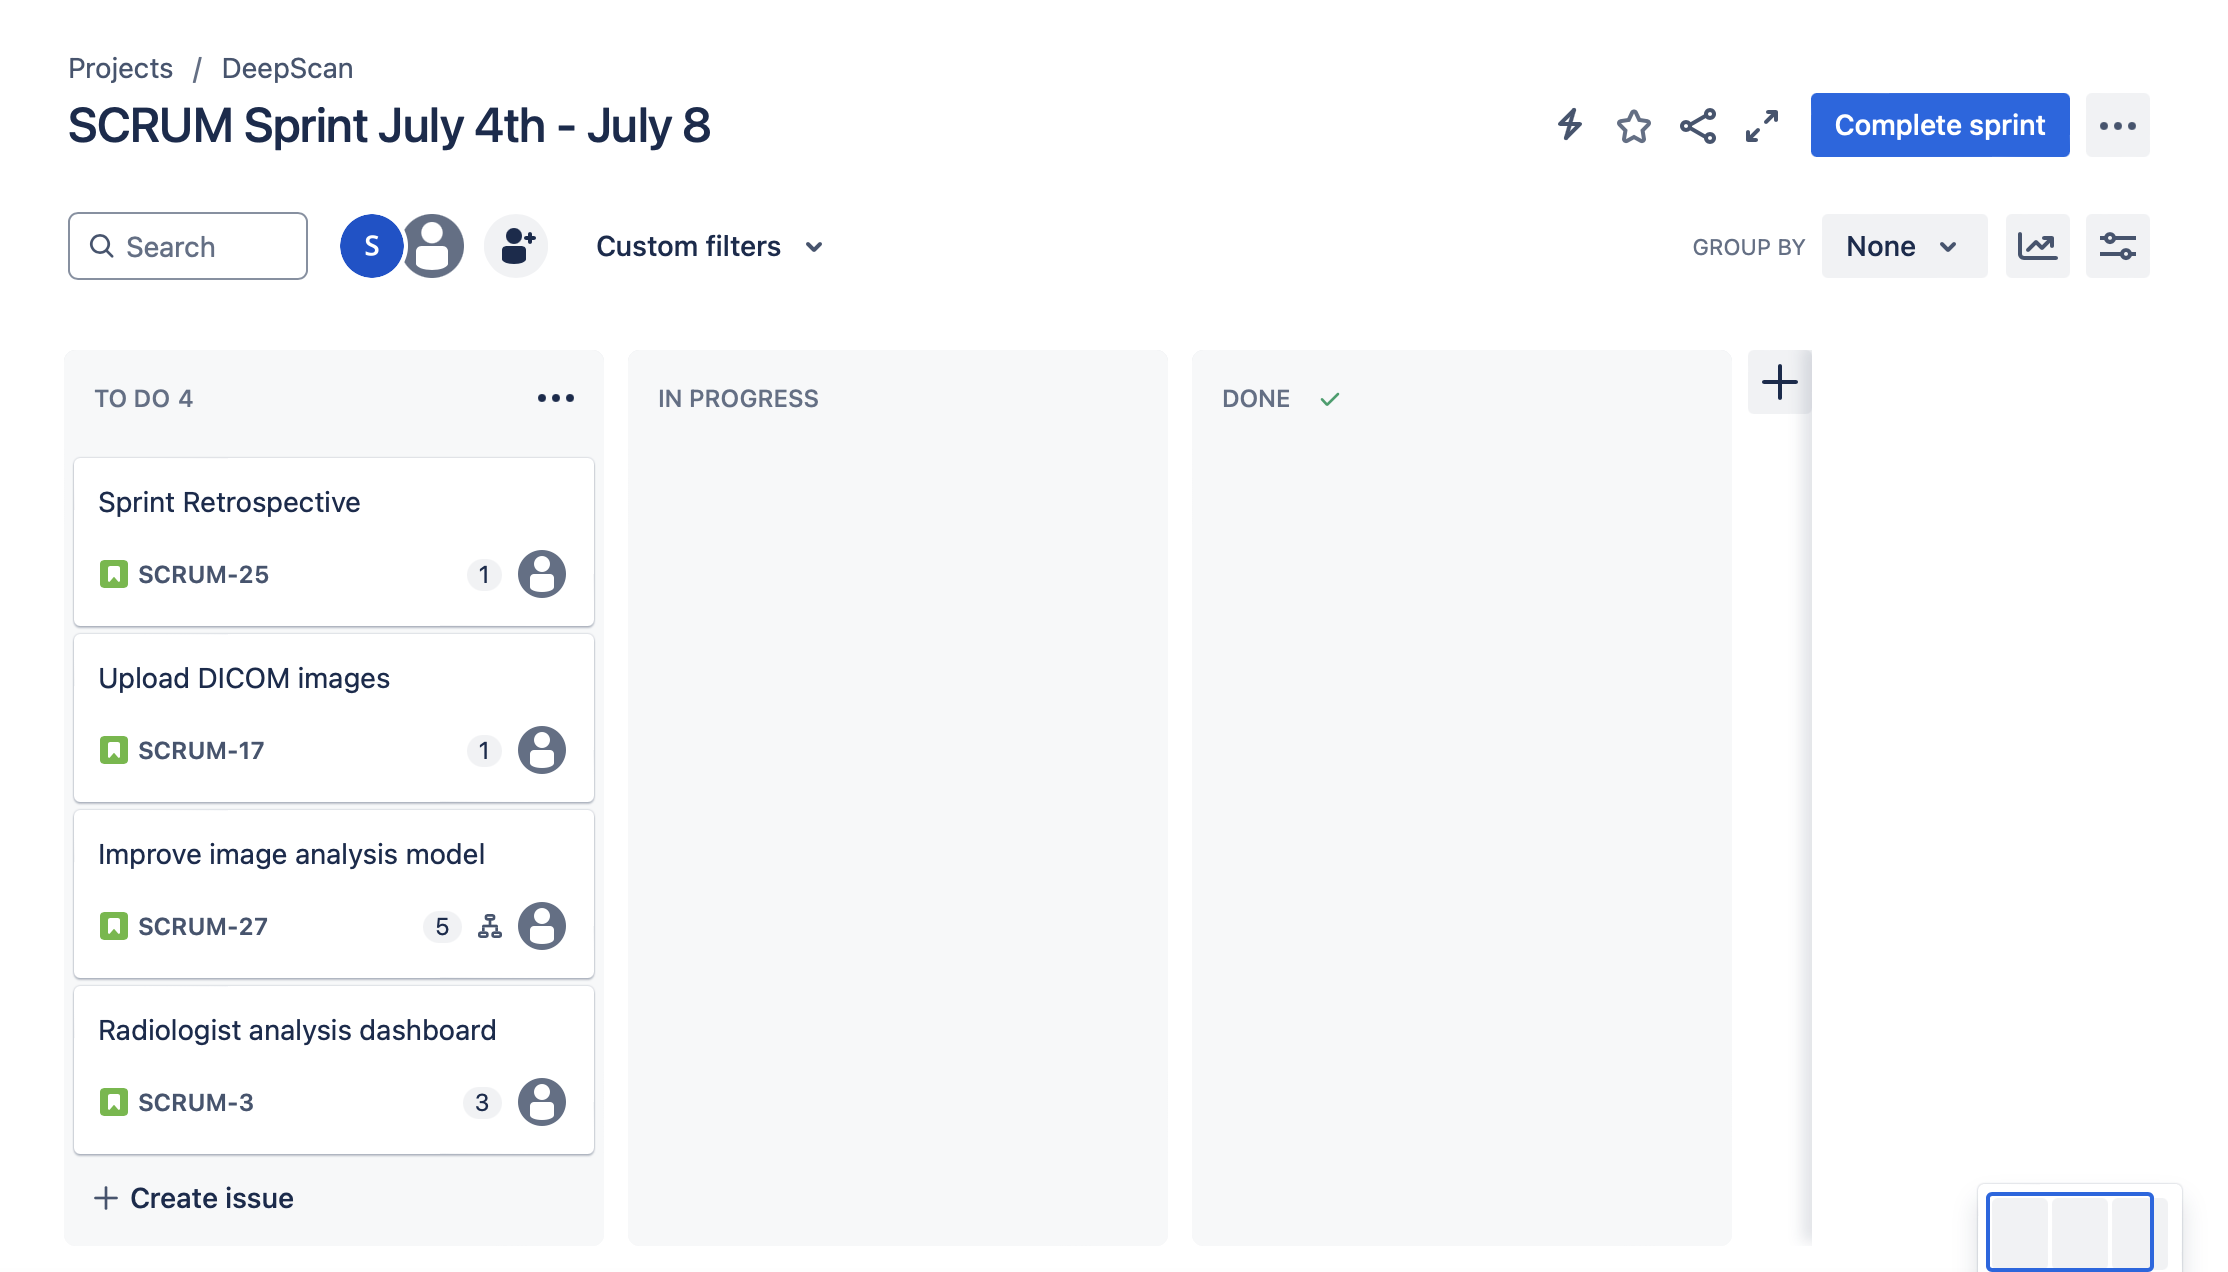 Projects / DeepScan
SCRUM Sprint July 4th - July 8
Complete sprint
Search
S
Custom filters
GROUP BY
None
TO DO 4
Sprint Retrospective
SCRUM-25
1
Upload DICOM images
SCRUM-17
1
Improve image analysis model
SCRUM-27
5
Radiologist analysis dashboard
SCRUM-3
3
+ Create issue
IN PROGRESS
DONE